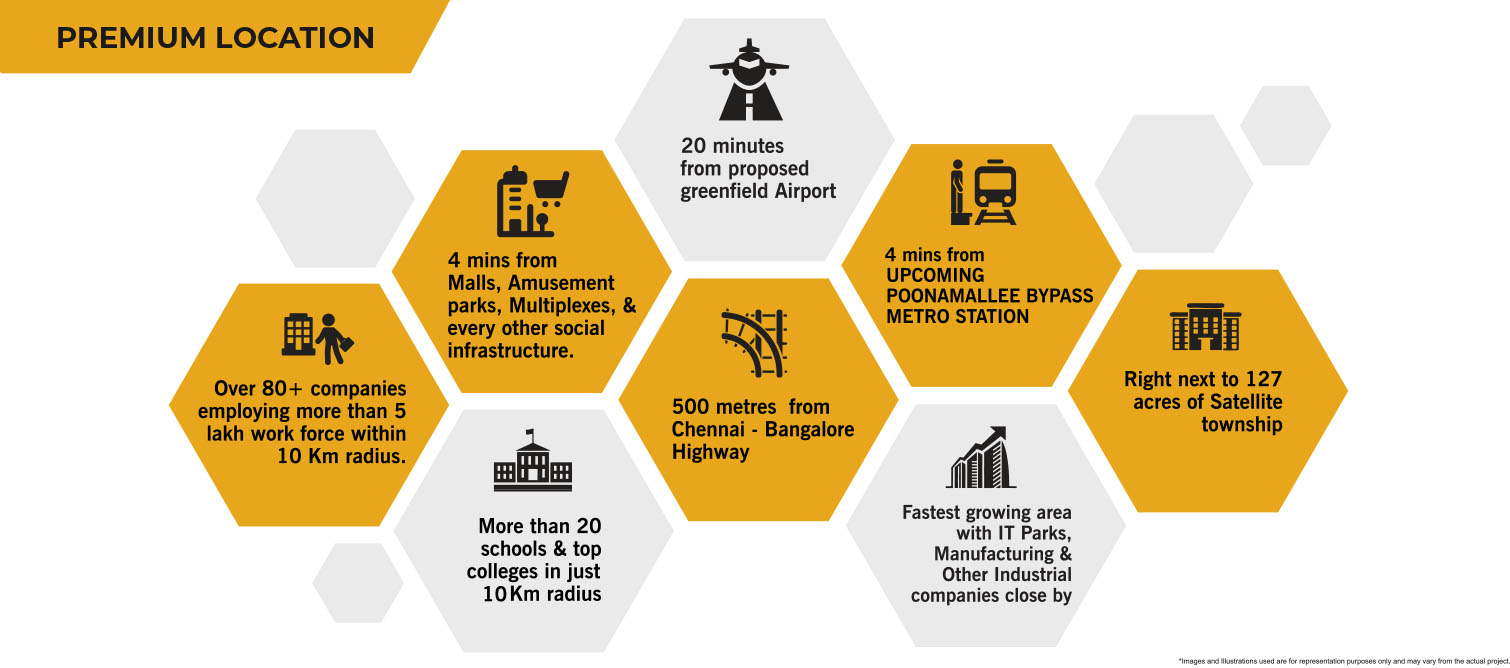 PREMIUM LOCATION
20 minutes
from proposed
greenfield Airport
4 mins from
Malls, Amusement
parks, Multiplexes, &
every other social
infrastructure.
4 mins from
UPCOMING
POONAMALLEE BYPASS
METRO STATION
Over 80+ companies
employing more than 5
lakh work force within
10 Km radius.
500 metres from
Chennai - Bangalore
Highway
Right next to 127
acres of Satellite
township
More than 20
schools & top
colleges in just
10 Km radius
Fastest growing area
with IT Parks,
Manufacturing &
Other Industrial
companies close by
*Images and Illustrations used are for representation purposes only and may vary from the actual project.